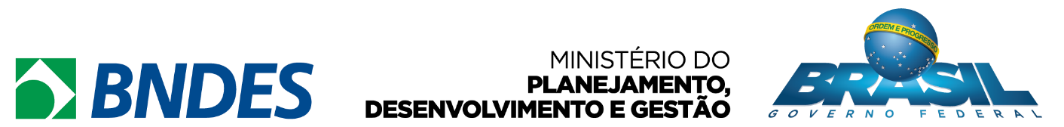 BNDES
MINISTÉRIO DO
PLANEJAMENTO,
DESENVOLVIMENTO E GESTÃO
ORDEM E PROGRESSO
BRASIL
GOVERNO FEDERAL